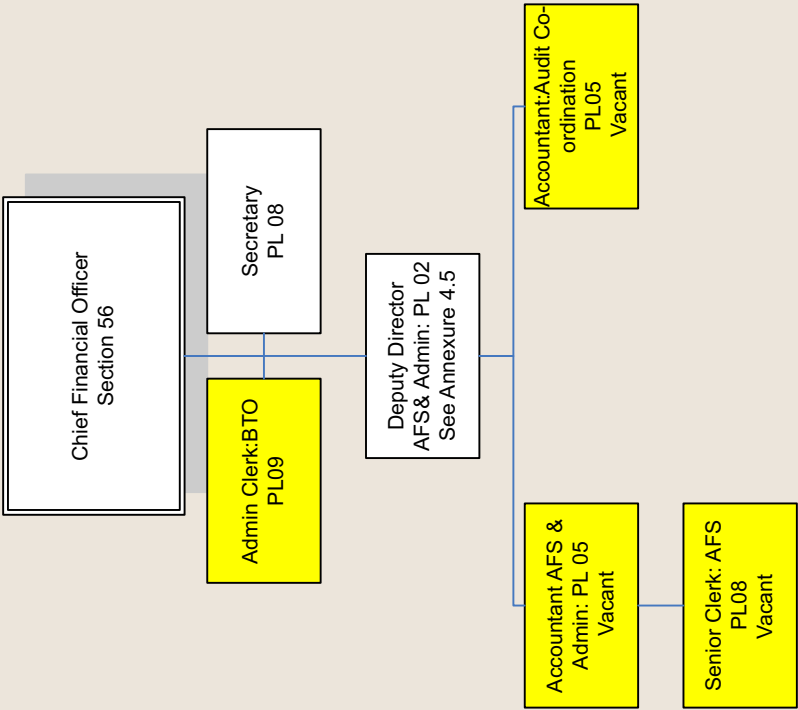 Chief Financial Officer
Section 56
Admin Clerk:BTO
PL09
Secretary
PL 08
Deputy Director
AFS& Admin: PL 02
See Annexure 4.5
Accountant AFS &
Admin: PL 05
Vacant
Accountant:Audit Co-
ordination
PL05
Vacant
Senior Clerk: AFS
PL08
Vacant